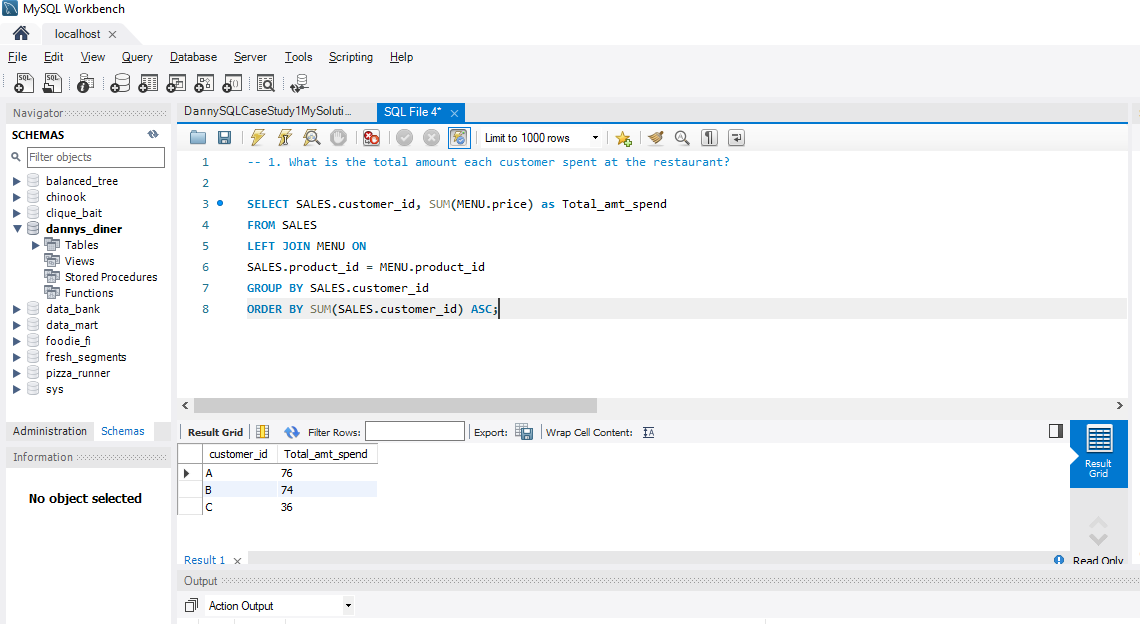 MySQL Workbench
localhost
File Edit View Query Database Server Tools Scripting Help
Navigator
SCHEMAS
Filter objects
balanced_tree
chinook
clique_bait
dannys_diner
Tables
Views
Stored Procedures
Functions
data_bank
data_mart
foodie_fi
fresh_segments
pizza_runner
sys
Administration Schemas
Information
No object selected
DannySQLCaseStudy1MySoluti... SQL File 4*
Limit to 1000 rows
1 -- 1. What is the total amount each customer spent at the restaurant?
2
3 SELECT SALES.customer_id, SUM(MENU.price) as Total_amt_spend
4 FROM SALES
5 LEFT JOIN MENU ON
6 SALES.product_id = MENU.product_id
7 GROUP BY SALES.customer_id
8 ORDER BY SUM(SALES.customer_id) ASC;
Result Grid Filter Rows: Export: Wrap Cell Content:
customer_id Total_amt_spend
A 76
B 74
C 36
Result
Grid
Result 1
Read Only
Output
Action Output